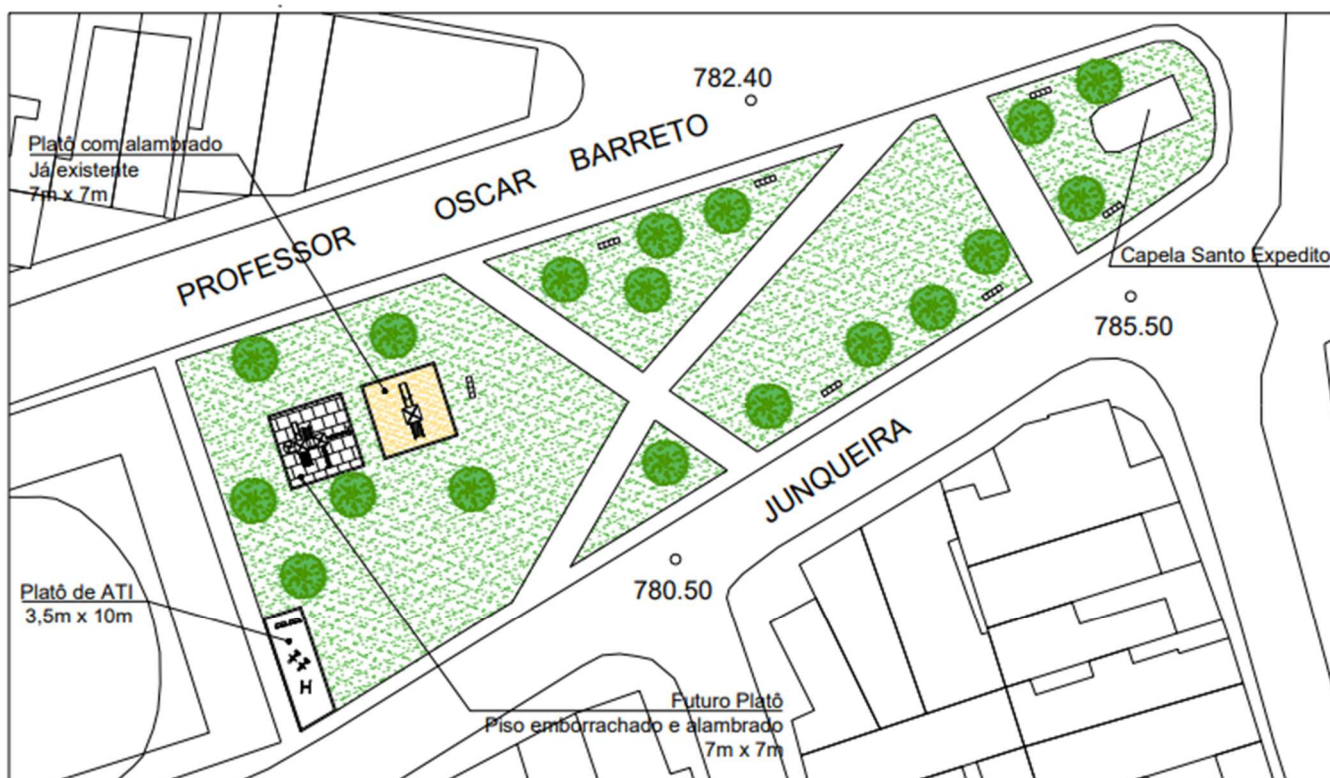 782.40
PROFESSOR OSCAR BARRETO
Platô com alambrado
Já existente
7m x 7m
Capela Santo Expedito
785.50
JUNQUEIRA
780.50
Platô de ATI
3,5m x 10m
H
Futuro Platô
Piso emborrachado e alambrado
7m x 7m